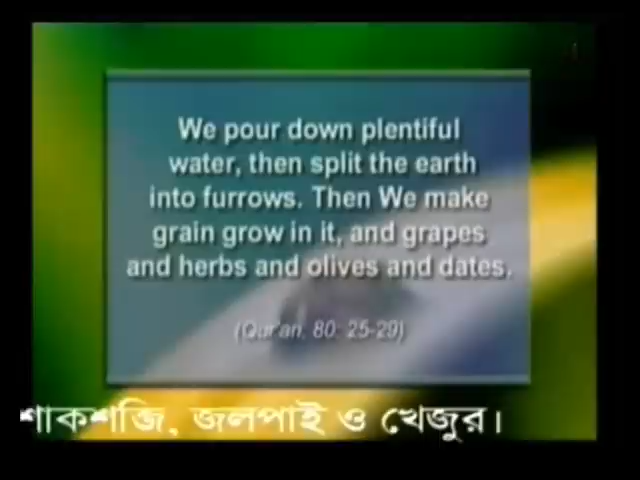 We pour down plentiful
water, then split the earth
into furrows. Then We make
grain grow in it, and grapes
and herbs and olives and dates.
(Qur'an, 80: 25-29)
শাকশব্জি, জলপাই ও খেজুর।